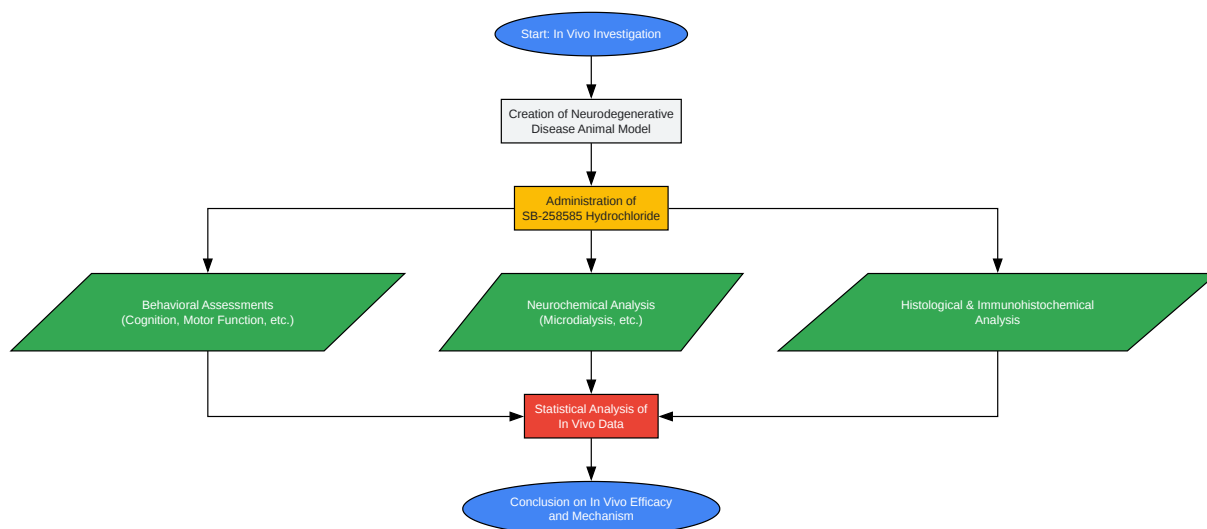 Start: In Vivo Investigation
Creation of Neurodegenerative
Disease Animal Model
Administration of
SB-258585 Hydrochloride
Behavioral Assessments
(Cognition, Motor Function, etc.)
Neurochemical Analysis
(Microdialysis, etc.)
Histological & Immunohistochemical
Analysis
Statistical Analysis of
In Vivo Data
Conclusion on In Vivo Efficacy
and Mechanism